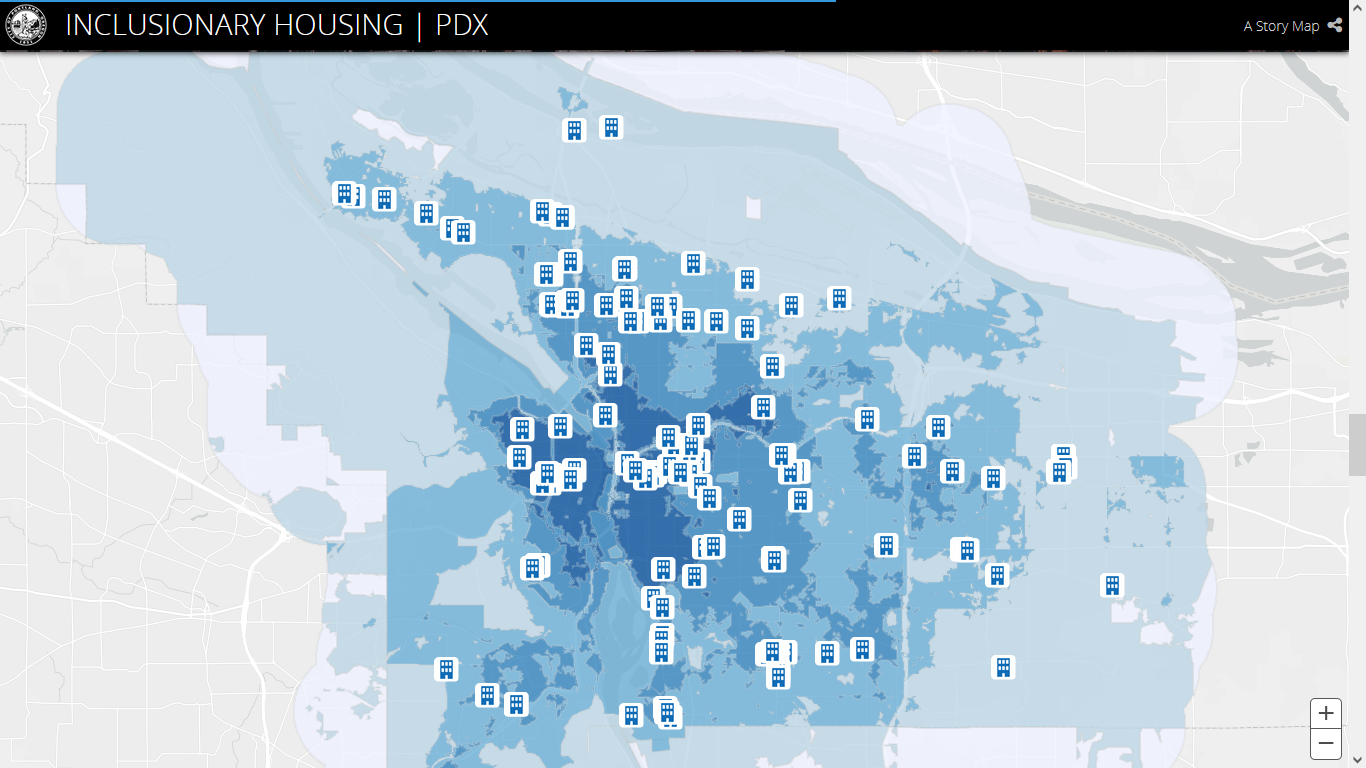 INCLUSIONARY HOUSING | PDX
A Story Map
+
−